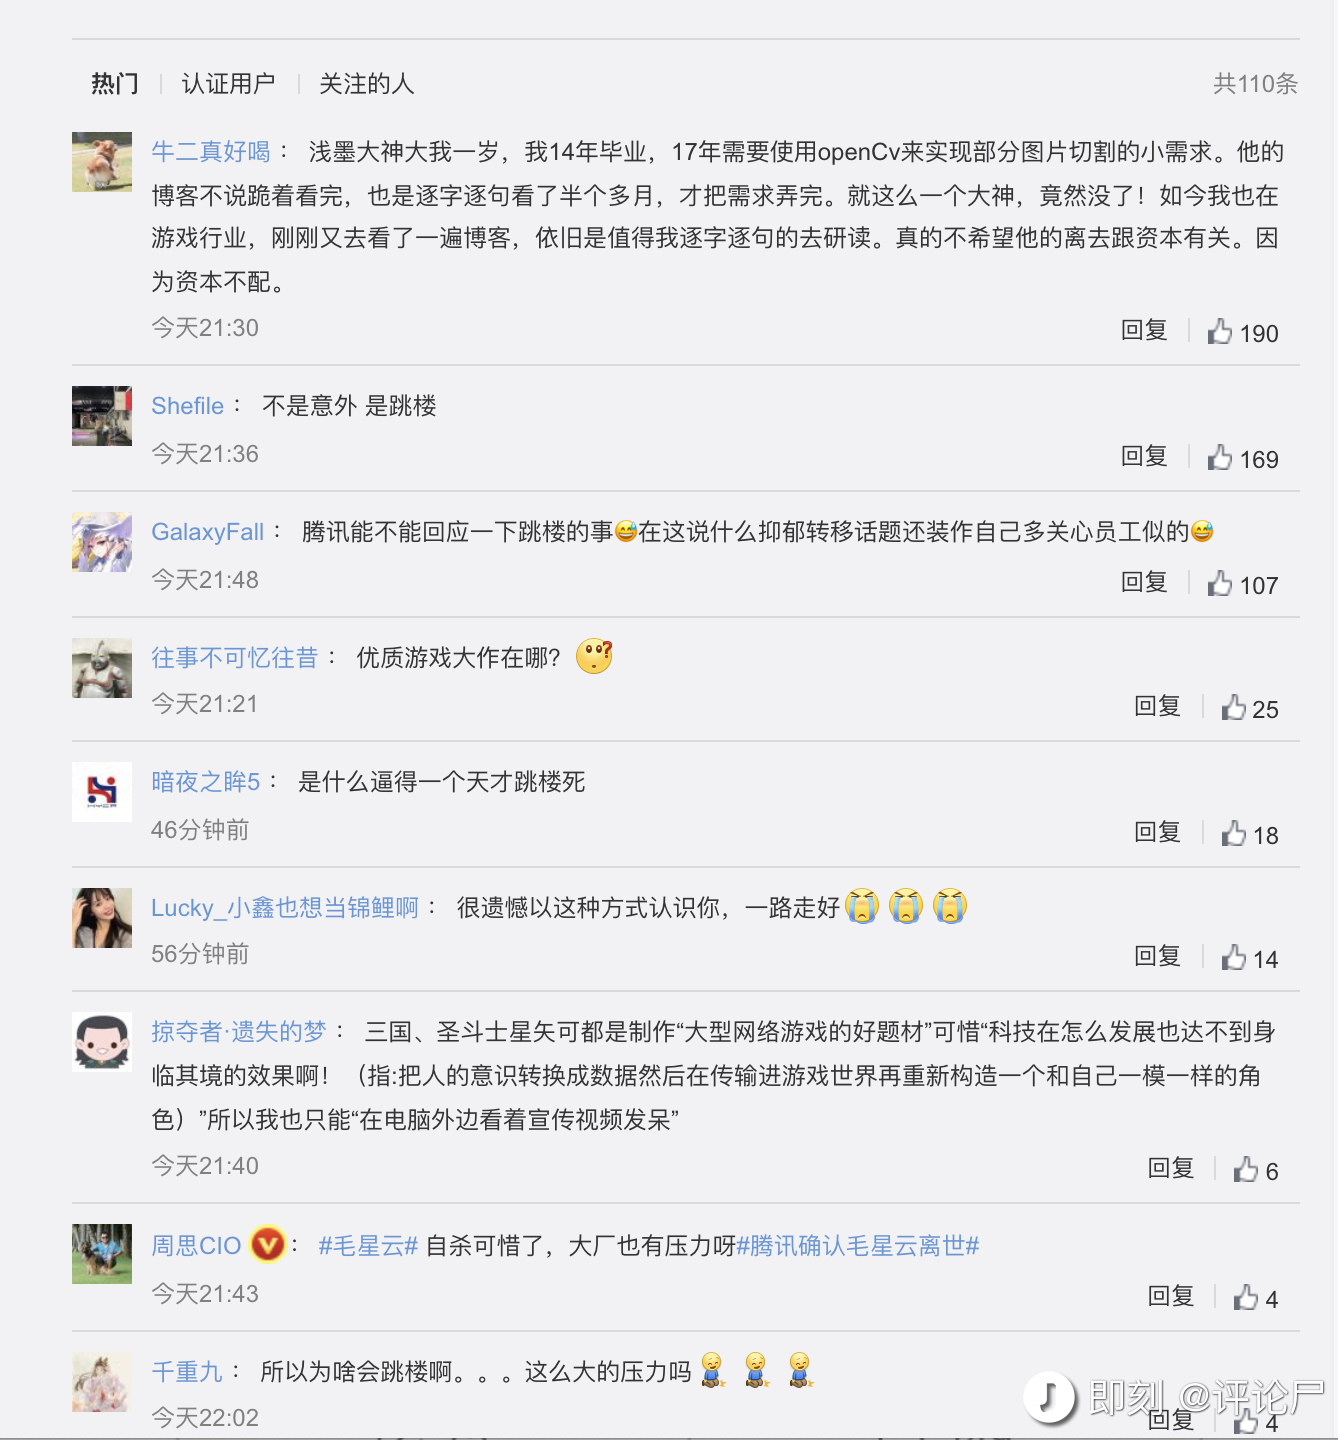 热门 | 认证用户 | 关注的人 共110条
牛二真好喝： 浅墨大神大我一岁，我14年毕业，17年需要使用openCv来实现部分图片切割的小需求。他的
博客不说跪着看完，也是逐字逐句看了半个多月，才把需求弄完。就这么一个大神，竟然没了！如今我也在
游戏行业，刚刚又去看了一遍博客，依旧是值得我逐字逐句的去研读。真的不希望他的离去跟资本有关。因
为资本不配。
今天21:30 回复 190
Shefile： 不是意外 是跳楼
今天21:36 回复 169
GalaxyFall： 腾讯能不能回应一下跳楼的事😅在这说什么抑郁转移话题还装作自己多关心员工似的😅
今天21:48 回复 107
往事不可忆往昔： 优质游戏大作在哪？
今天21:21 回复 25
暗夜之眸5： 是什么逼得一个天才跳楼死
46分钟前 回复 18
Lucky_小鑫也想当锦鲤啊： 很遗憾以这种方式认识你，一路走好
56分钟前 回复 14
掠夺者·遗失的梦： 三国、圣斗士星矢可都是制作“大型网络游戏的好题材”可惜“科技在怎么发展也达不到身
临其境的效果啊！（指:把人的意识转换成数据然后在传输进游戏世界再重新构造一个和自己一模一样的角
色）”所以我也只能“在电脑外边看着宣传视频发呆”
今天21:40 回复 6
周思CIO V： #毛星云# 自杀可惜了，大厂也有压力呀#腾讯确认毛星云离世#
今天21:43 回复 4
千重九： 所以为啥会跳楼啊。。。这么大的压力吗
今天22:02 回复 4
即刻 @评论尸